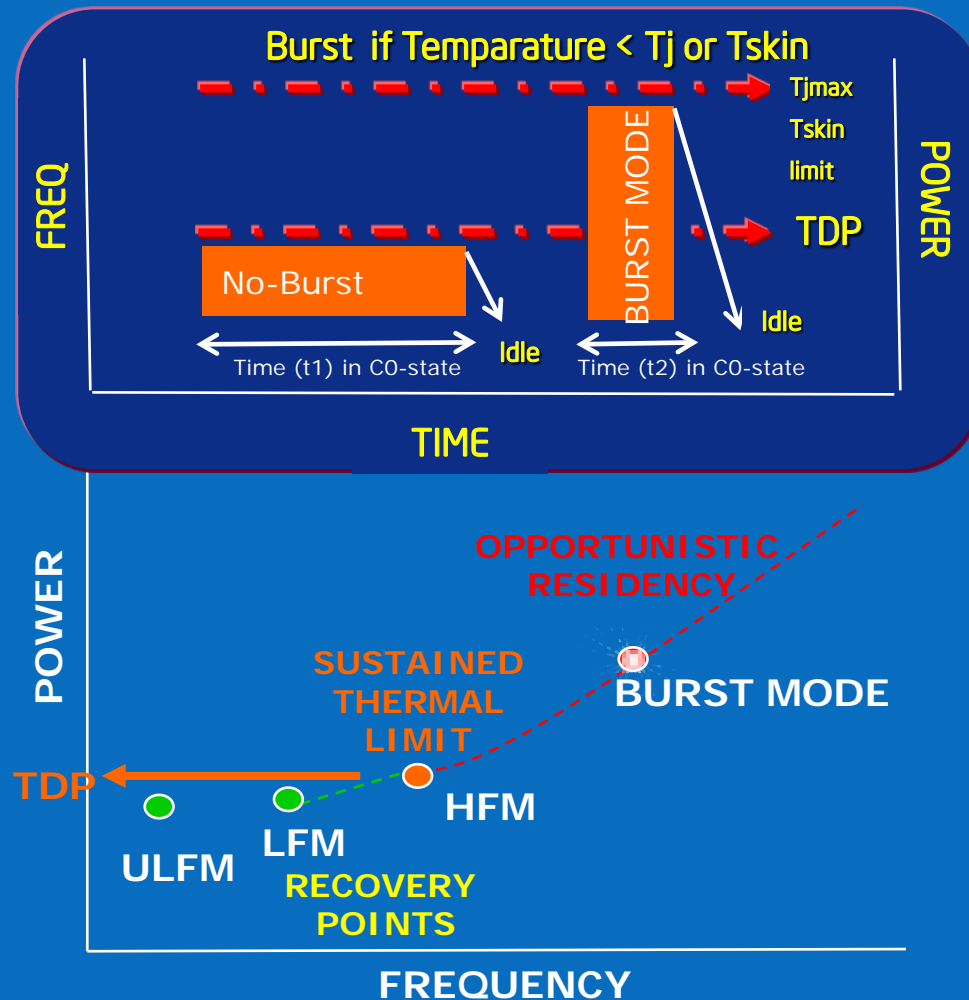 Burst if Temparature < Tj or Tskin
Tjmax
Tskin
limit
FREQ
POWER
BURST MODE
TDP
No-Burst
Idle
Idle
Time (t1) in C0-state
Time (t2) in C0-state
TIME
POWER
OPPORTUNISTIC
RESIDENCY
SUSTAINED
THERMAL
LIMIT
BURST MODE
TDP
HFM
LFM
ULFM
RECOVERY
POINTS
FREQUENCY